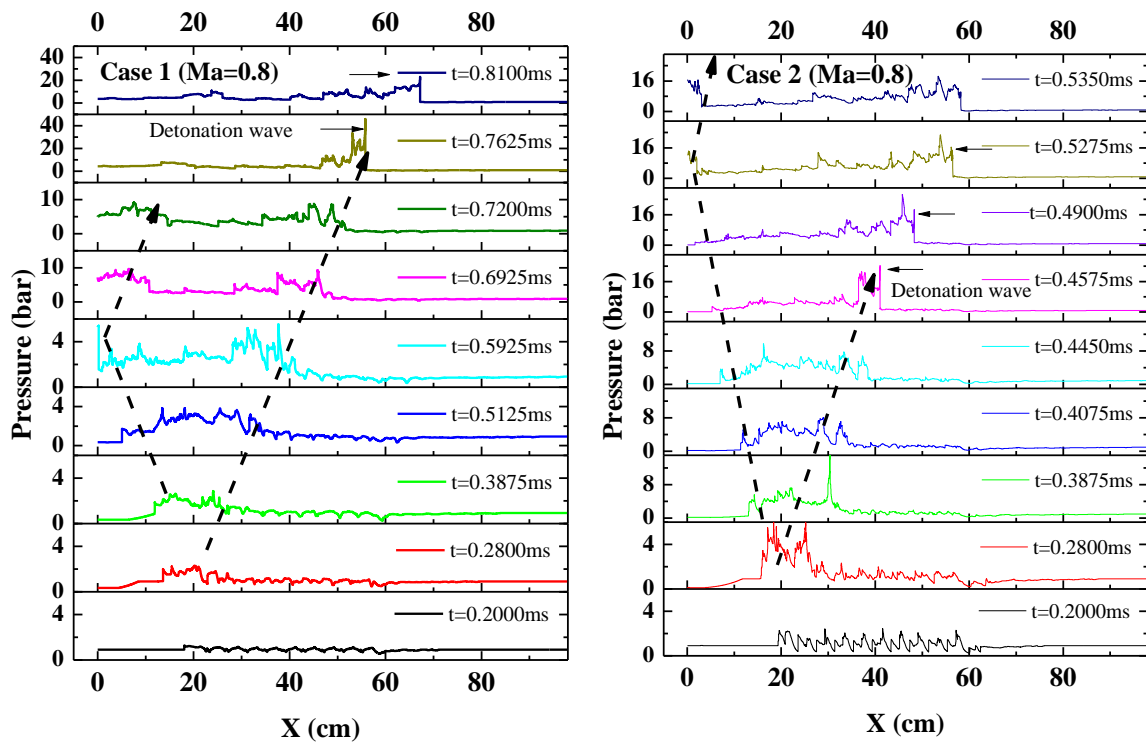 0 20 40 60 80
Case 1 (Ma=0.8)
t=0.8100ms
40
20
0
Detonation wave
t=0.7625ms
40
20
0
t=0.7200ms
10
0
t=0.6925ms
10
0
t=0.5925ms
4
0
t=0.5125ms
4
0
t=0.3875ms
4
2
0
t=0.2800ms
4
0
t=0.2000ms
4
0
0 20 40 60 80
X (cm)
Pressure (bar)
0 20 40 60 80
Case 2 (Ma=0.8)
t=0.5350ms
16
0
t=0.5275ms
16
0
t=0.4900ms
16
0
t=0.4575ms
Detonation wave
16
0
t=0.4450ms
8
0
t=0.4075ms
8
0
t=0.3875ms
8
0
t=0.2800ms
4
0
t=0.2000ms
4
0
0 20 40 60 80
X (cm)
Pressure (bar)